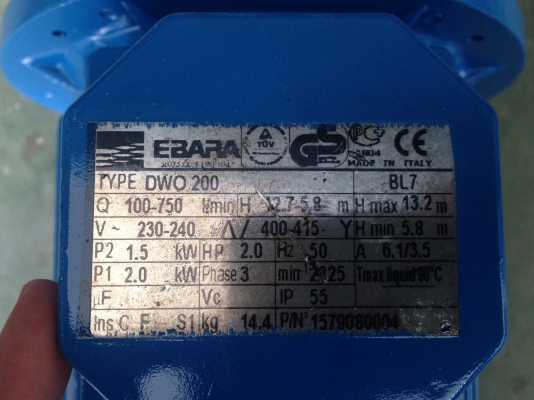 EBARA TÜV GS CE
MADE IN ITALY
TYPE DWO 200 BL7
Q 100-750 l/min H 12.7-5.8 m H max 13.2 m
V ~ 230-240 Δ/ 400-415 Y H min 5.8 m
P2 1.5 kW HP 2.0 Hz 50 A 6.1/3.5
P1 2.0 kW Phase 3 min Tmax liquid 90°C
µF Vc IP 55
Ins C. F S1 kg 14.4 P/N° 1579080004